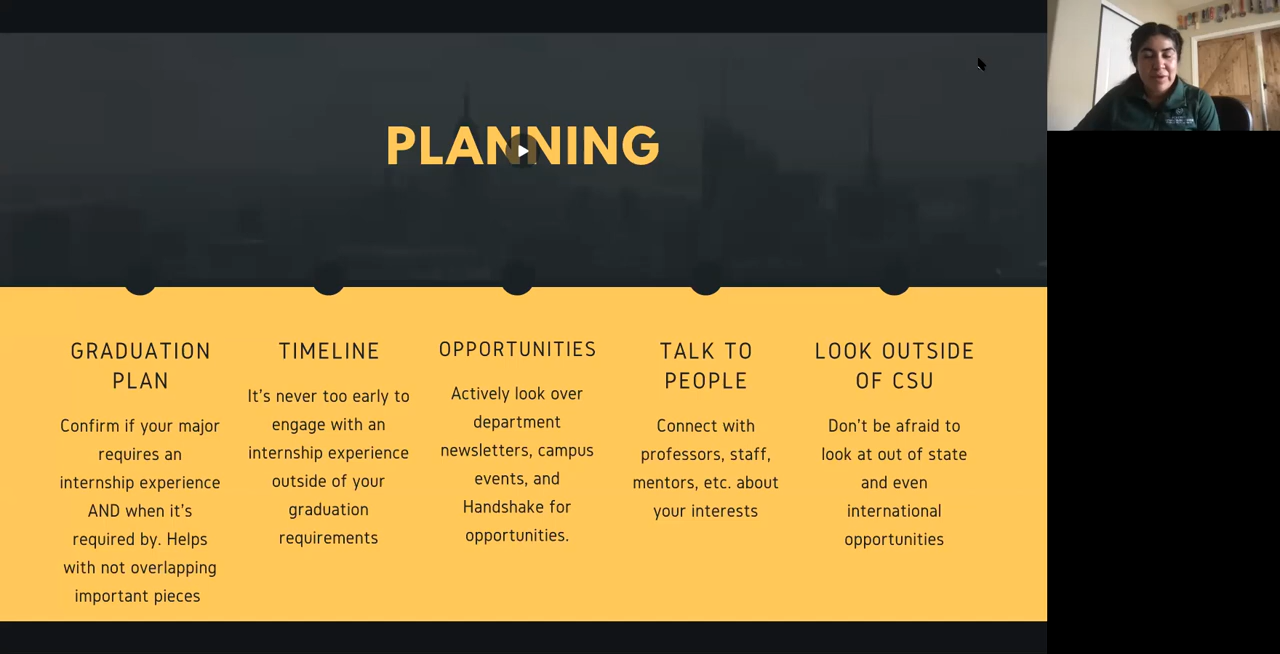 PLANNING
GRADUATION
PLAN
Confirm if your major
requires an
internship experience
AND when it's
required by. Helps
with not overlapping
important pieces
TIMELINE
It's never too early to
engage with an
internship experience
outside of your
graduation
requirements
OPPORTUNITIES
Actively look over
department
newsletters, campus
events, and
Handshake for
opportunities.
TALK TO
PEOPLE
Connect with
professors, staff,
mentors, etc. about
your interests
LOOK OUTSIDE
OF CSU
Don't be afraid to
look at out of state
and even
international
opportunities